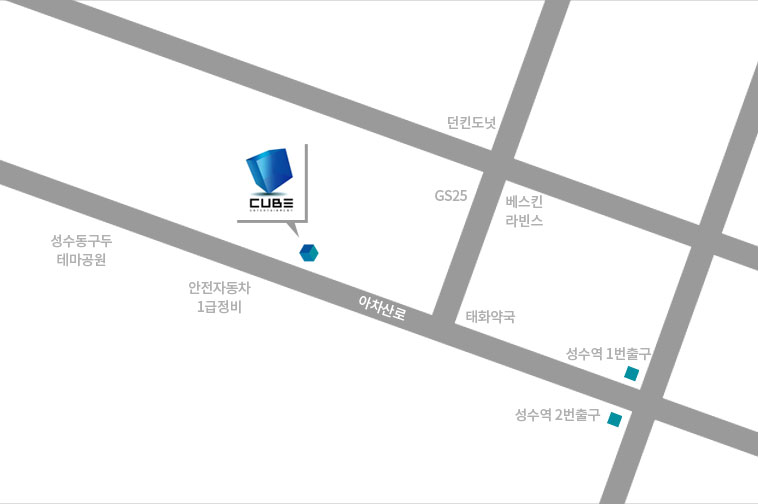 던킨도넛
CUBE
ENTERTAINMENT
GS25
베스킨
라빈스
성수동구두
테마공원
안전자동차
1급정비
아차산로
태화약국
성수역 1번출구
성수역 2번출구